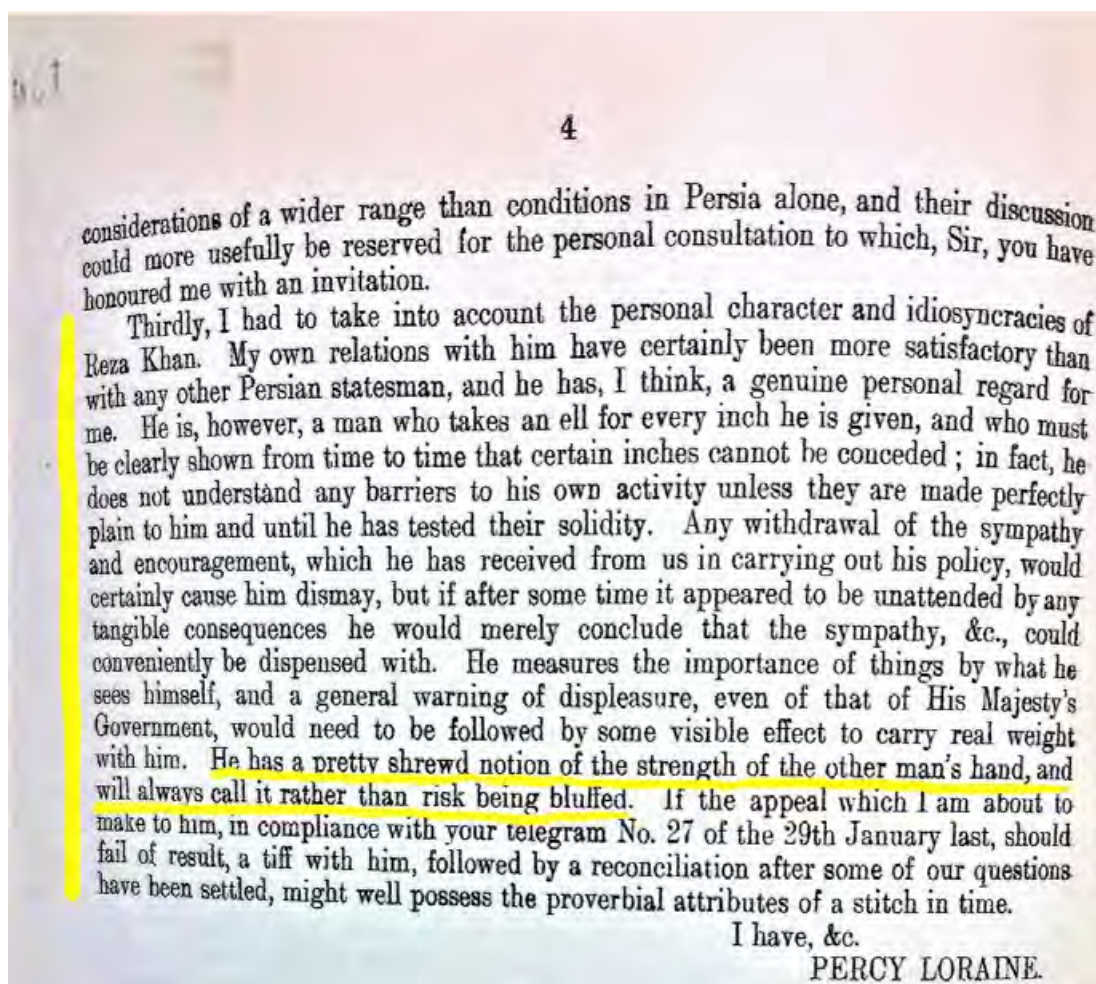 4
considerations of a wider range than conditions in Persia alone, and their discussion
could more usefully be reserved for the personal consultation to which, Sir, you have
honoured me with an invitation.
Thirdly, I had to take into account the personal character and idiosyncracies of
Reza Khan. My own relations with him have certainly been more satisfactory than
with any other Persian statesman, and he has, I think, a genuine personal regard for
me. He is, however, a man who takes an ell for every inch he is given, and who must
be clearly shown from time to time that certain inches cannot be conceded ; in fact, he
does not understand any barriers to his own activity unless they are made perfectly
plain to him and until he has tested their solidity. Any withdrawal of the sympathy
and encouragement, which he has received from us in carrying out his policy, would
certainly cause him dismay, but if after some time it appeared to be unattended by any
tangible consequences he would merely conclude that the sympathy, &c., could
conveniently be dispensed with. He measures the importance of things by what he
sees himself, and a general warning of displeasure, even of that of His Majesty's
Government, would need to be followed by some visible effect to carry real weight
with him. He has a pretty shrewd notion of the strength of the other man's hand, and
will always call it rather than risk being bluffed. If the appeal which I am about to
make to him, in compliance with your telegram No. 27 of the 29th January last, should
fail of result, a tiff with him, followed by a reconciliation after some of our questions
have been settled, might well possess the proverbial attributes of a stitch in time.
I have, &c.
PERCY LORAINE.